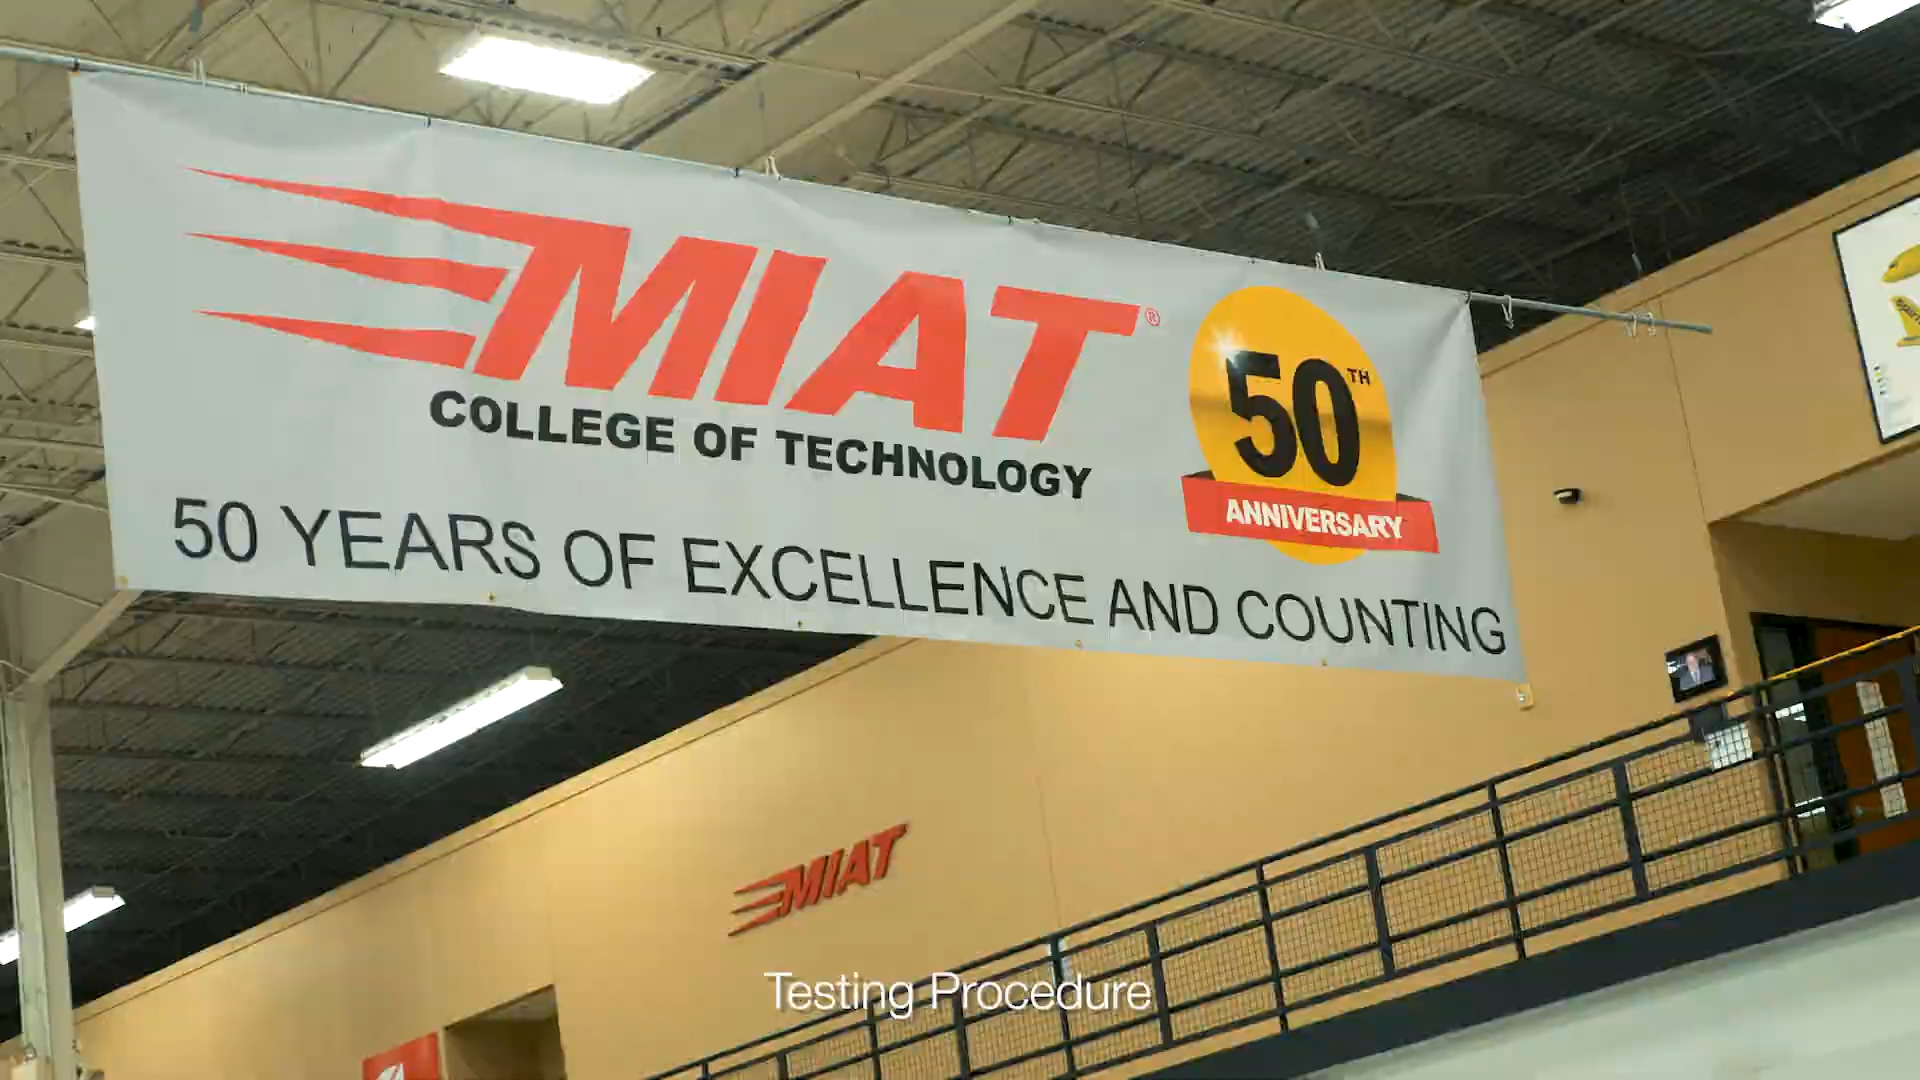 MIAT®
COLLEGE OF TECHNOLOGY
50TH
ANNIVERSARY
50 YEARS OF EXCELLENCE AND COUNTING
MIAT
Testing Procedure